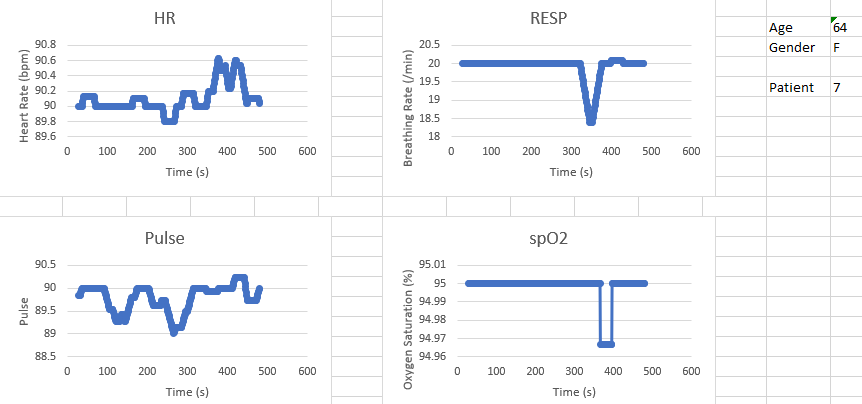 HR
Heart Rate (bpm)
90.8
90.6
90.4
90.2
90
89.8
89.6
0 100 200 300 400 500 600
Time (s)
RESP
Breathing Rate (/min)
20.5
20
19.5
19
18.5
18
0 100 200 300 400 500 600
Time (s)
Age 64
Gender F
Patient 7
Pulse
Pulse
90.5
90
89.5
89
88.5
0 100 200 300 400 500 600
Time (s)
spO2
Oxygen Saturation (%)
95.01
95
94.99
94.98
94.97
94.96
0 100 200 300 400 500 600
Time (s)